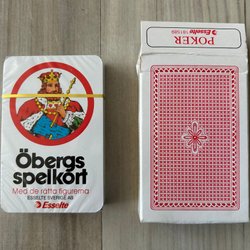 Öbergs
spelkort
Med de rätta figurerna
ESSELTE SVERIGE AB
Esselte
POKER
Esselte